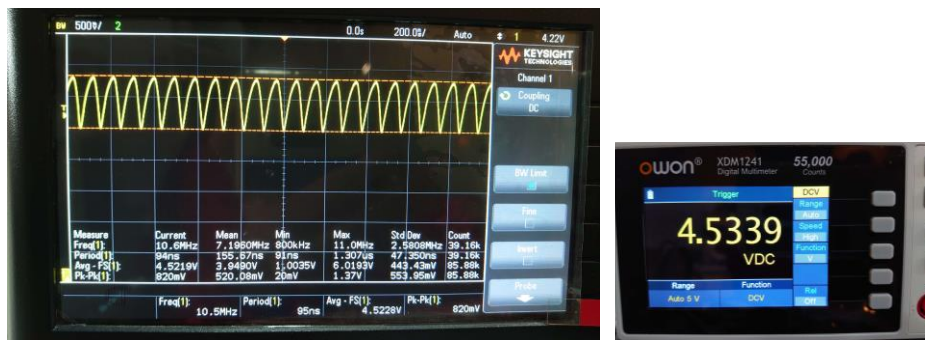 BW 500♉/ 2 0.0s 200.0♉/ Auto 1 4.22V
KEYSIGHT
TECHNOLOGIES
Channel 1
Coupling
DC
BW Limit
Fine
Invert
Probe
Measure Current Mean Min Max Std Dev Count
Freq(1): 10.6MHz 7.1960MHz 800kHz 11.0MHz 2.5808MHz 39.16k
Period(1): 94ns 155.67ns 91ns 1.307us 47.350ns 39.16k
Avg - FS(1): 4.5219V 3.9490V 1.0035V 6.0193V 443.43mV 85.88k
Pk-Pk(1): 820mV 520.08mV 20mV 1.37V 553.95mV 85.88k
Freq(1): Period(1): Avg - FS(1): Pk-Pk(1):
10.5MHz 95ns 4.5228V 820mV
OWON® XDM1241 55,000
Digital Multimeter Counts
Trigger DCV
Range
Auto
Speed
High
Function
V
4.5339
VDC
Range Function Rel
Auto 5 V DCV Off